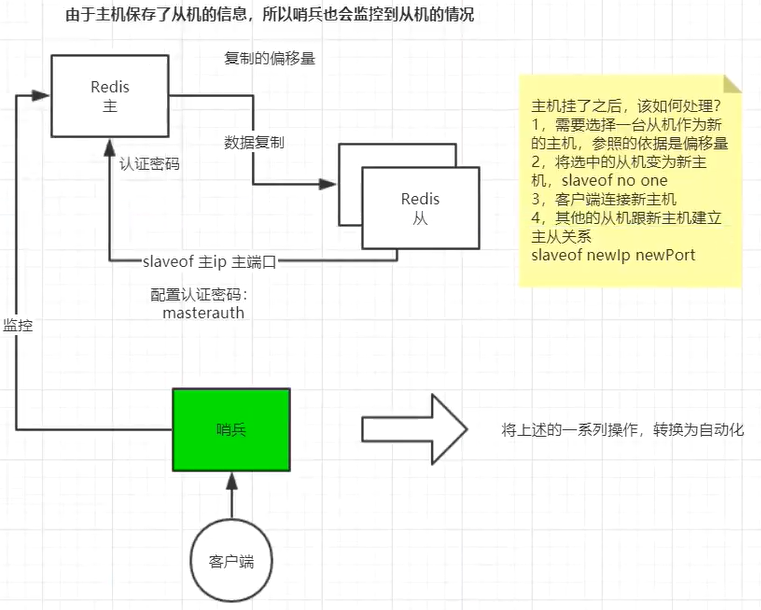 由于主机保存了从机的信息，所以哨兵也会监控到从机的情况
复制的偏移量
Redis
主
数据复制
认证密码
Redis
从
slaveof 主ip 主端口
配置认证密码：
masterauth
主机挂了之后，该如何处理？
1，需要选择一台从机作为新
的主机，参照的依据是偏移量
2，将选中的从机变为新主
机，slaveof no one
3，客户端连接新主机
4，其他的从机跟新主机建立
主从关系
slaveof newIp newPort
监控
哨兵
将上述的一系列操作，转换为自动化
客户端